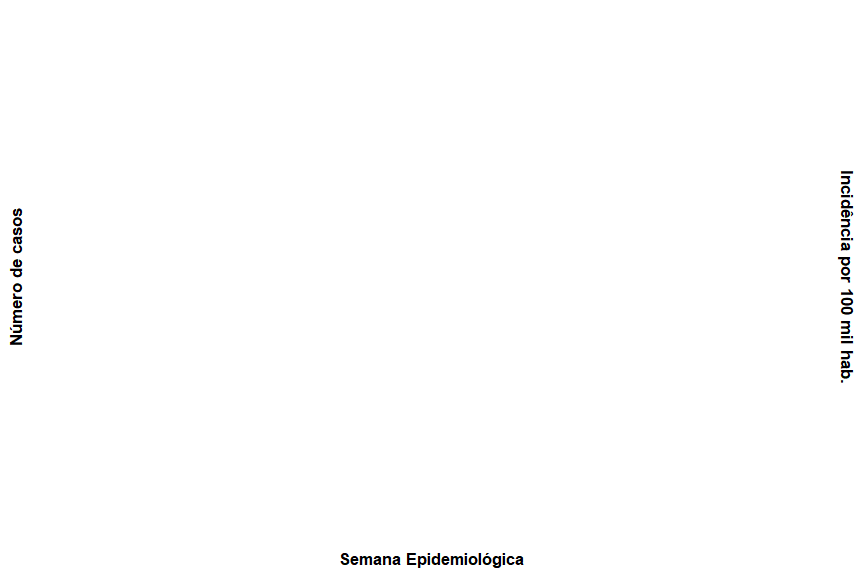 Número de casos
Incidência por 100 mil hab.
Semana Epidemiológica